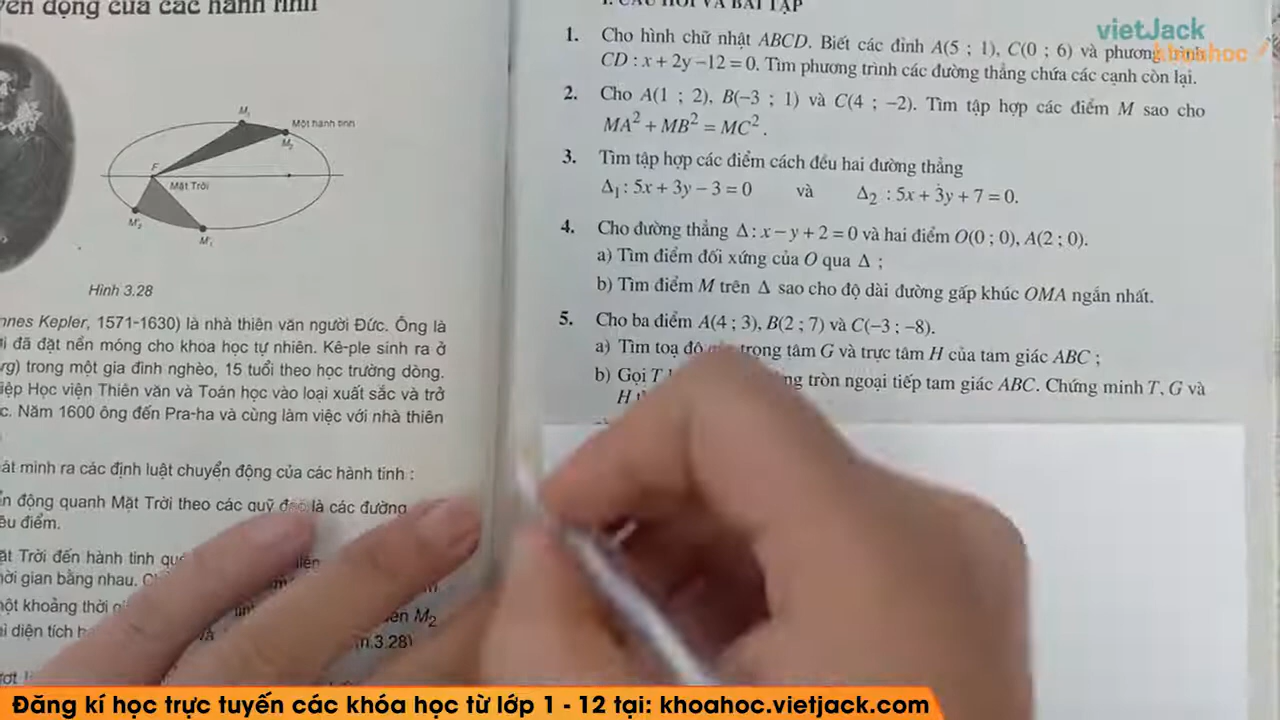 vietJack
khoahoc
I. CÂU HỎI VÀ BÀI TẬP
1. Cho hình chữ nhật ABCD. Biết các đỉnh A(5 ; 1), C(0 ; 6) và phương trình
CD : x + 2y − 12 = 0. Tìm phương trình các đường thẳng chứa các cạnh còn lại.
2. Cho A(1 ; 2), B(−3 ; 1) và C(4 ; −2). Tìm tập hợp các điểm M sao cho
MA² + MB² = MC².
3. Tìm tập hợp các điểm cách đều hai đường thẳng
Δ₁ : 5x + 3y − 3 = 0 và Δ₂ : 5x + 3y + 7 = 0.
4. Cho đường thẳng Δ : x − y + 2 = 0 và hai điểm O(0 ; 0), A(2 ; 0).
a) Tìm điểm đối xứng của O qua Δ ;
b) Tìm điểm M trên Δ sao cho độ dài đường gấp khúc OMA ngắn nhất.
5. Cho ba điểm A(4 ; 3), B(2 ; 7) và C(−3 ; −8).
a) Tìm toạ độ trọng tâm G và trực tâm H của tam giác ABC ;
b) Gọi T tròn ngoại tiếp tam giác ABC. Chứng minh T, G và
H
động của các hành tinh
M₁
Một hành tinh
M₂
F
Mặt Trời
M'₂
M'₁
Hình 3.28
Kepler, 1571-1630) là nhà thiên văn người Đức. Ông là
đã đặt nền móng cho khoa học tự nhiên. Kê-ple sinh ra ở
trong một gia đình nghèo, 15 tuổi theo học trường dòng.
Viện Thần học và Toán học vào loại xuất sắc và trở
Năm 1600 ông đến Pra-ha và cùng làm việc với nhà thiên
mình ra các định luật chuyển động của các hành tinh :
động quanh Mặt Trời theo các quỹ đạo là các đường
điểm.
Trời đến hành tinh
gian bằng nhau.
một khoảng thời
M₂
diện tích 3.28)
Đăng kí học trực tuyến các khóa học từ lớp 1 - 12 tại: khoahoc.vietjack.com